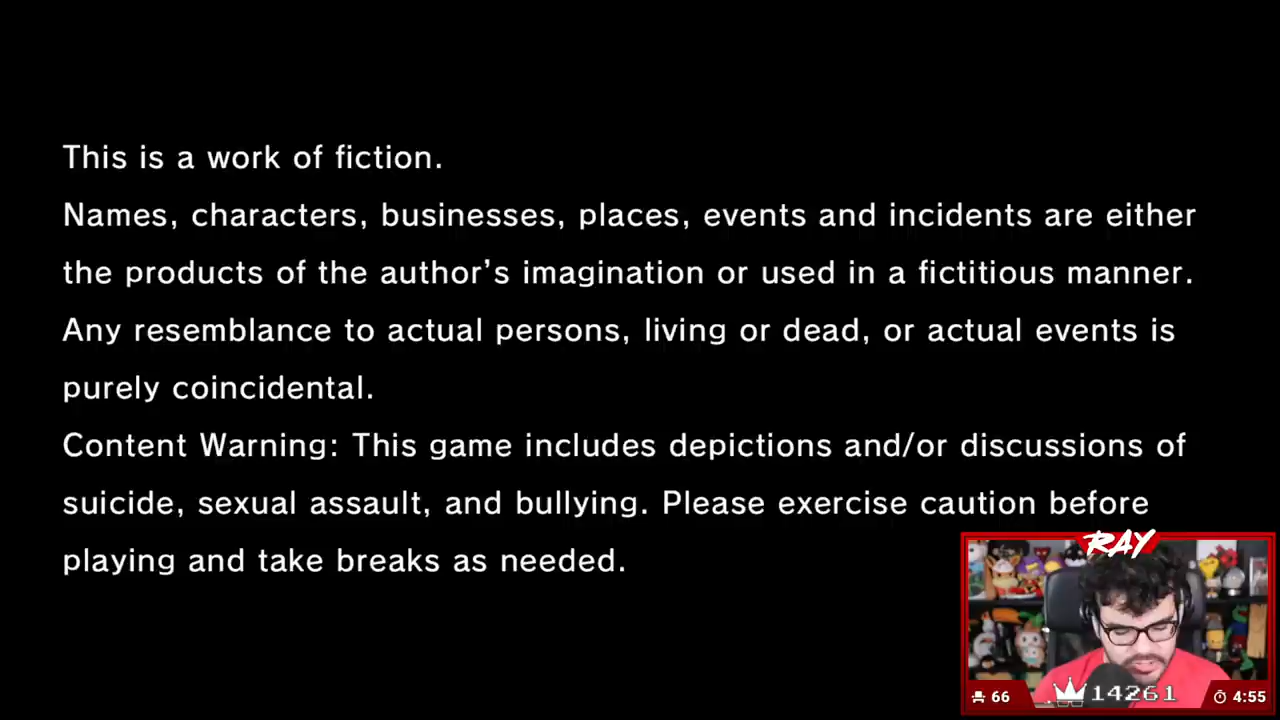 This is a work of fiction.
Names, characters, businesses, places, events and incidents are either
the products of the author’s imagination or used in a fictitious manner.
Any resemblance to actual persons, living or dead, or actual events is
purely coincidental.
Content Warning: This game includes depictions and/or discussions of
suicide, sexual assault, and bullying. Please exercise caution before
playing and take breaks as needed.
RAY
66
14261
4:55